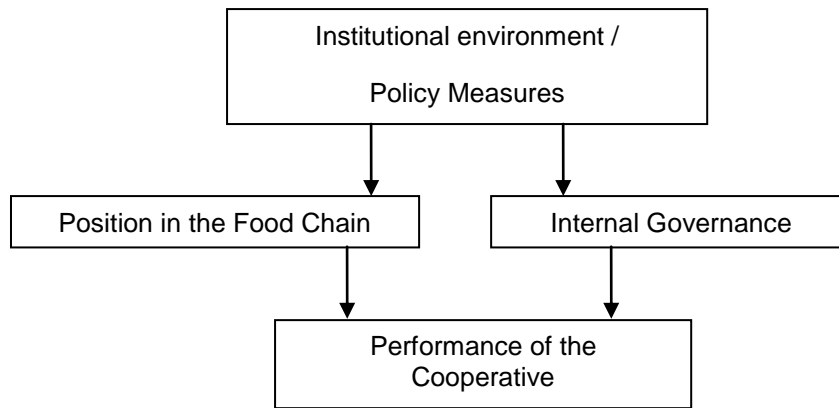 Institutional environment /
Policy Measures
Position in the Food Chain
Internal Governance
Performance of the
Cooperative